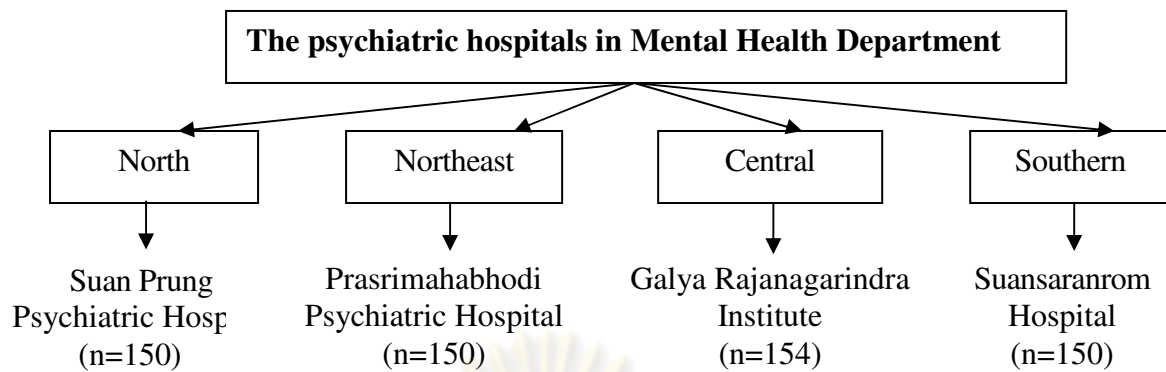 The psychiatric hospitals in Mental Health Department
North
Northeast
Central
Southern
Suan Prung
Psychiatric Hosp
(n=150)
Prasrimahabhodi
Psychiatric Hospital
(n=150)
Galya Rajanagarindra
Institute
(n=154)
Suansaranrom
Hospital
(n=150)